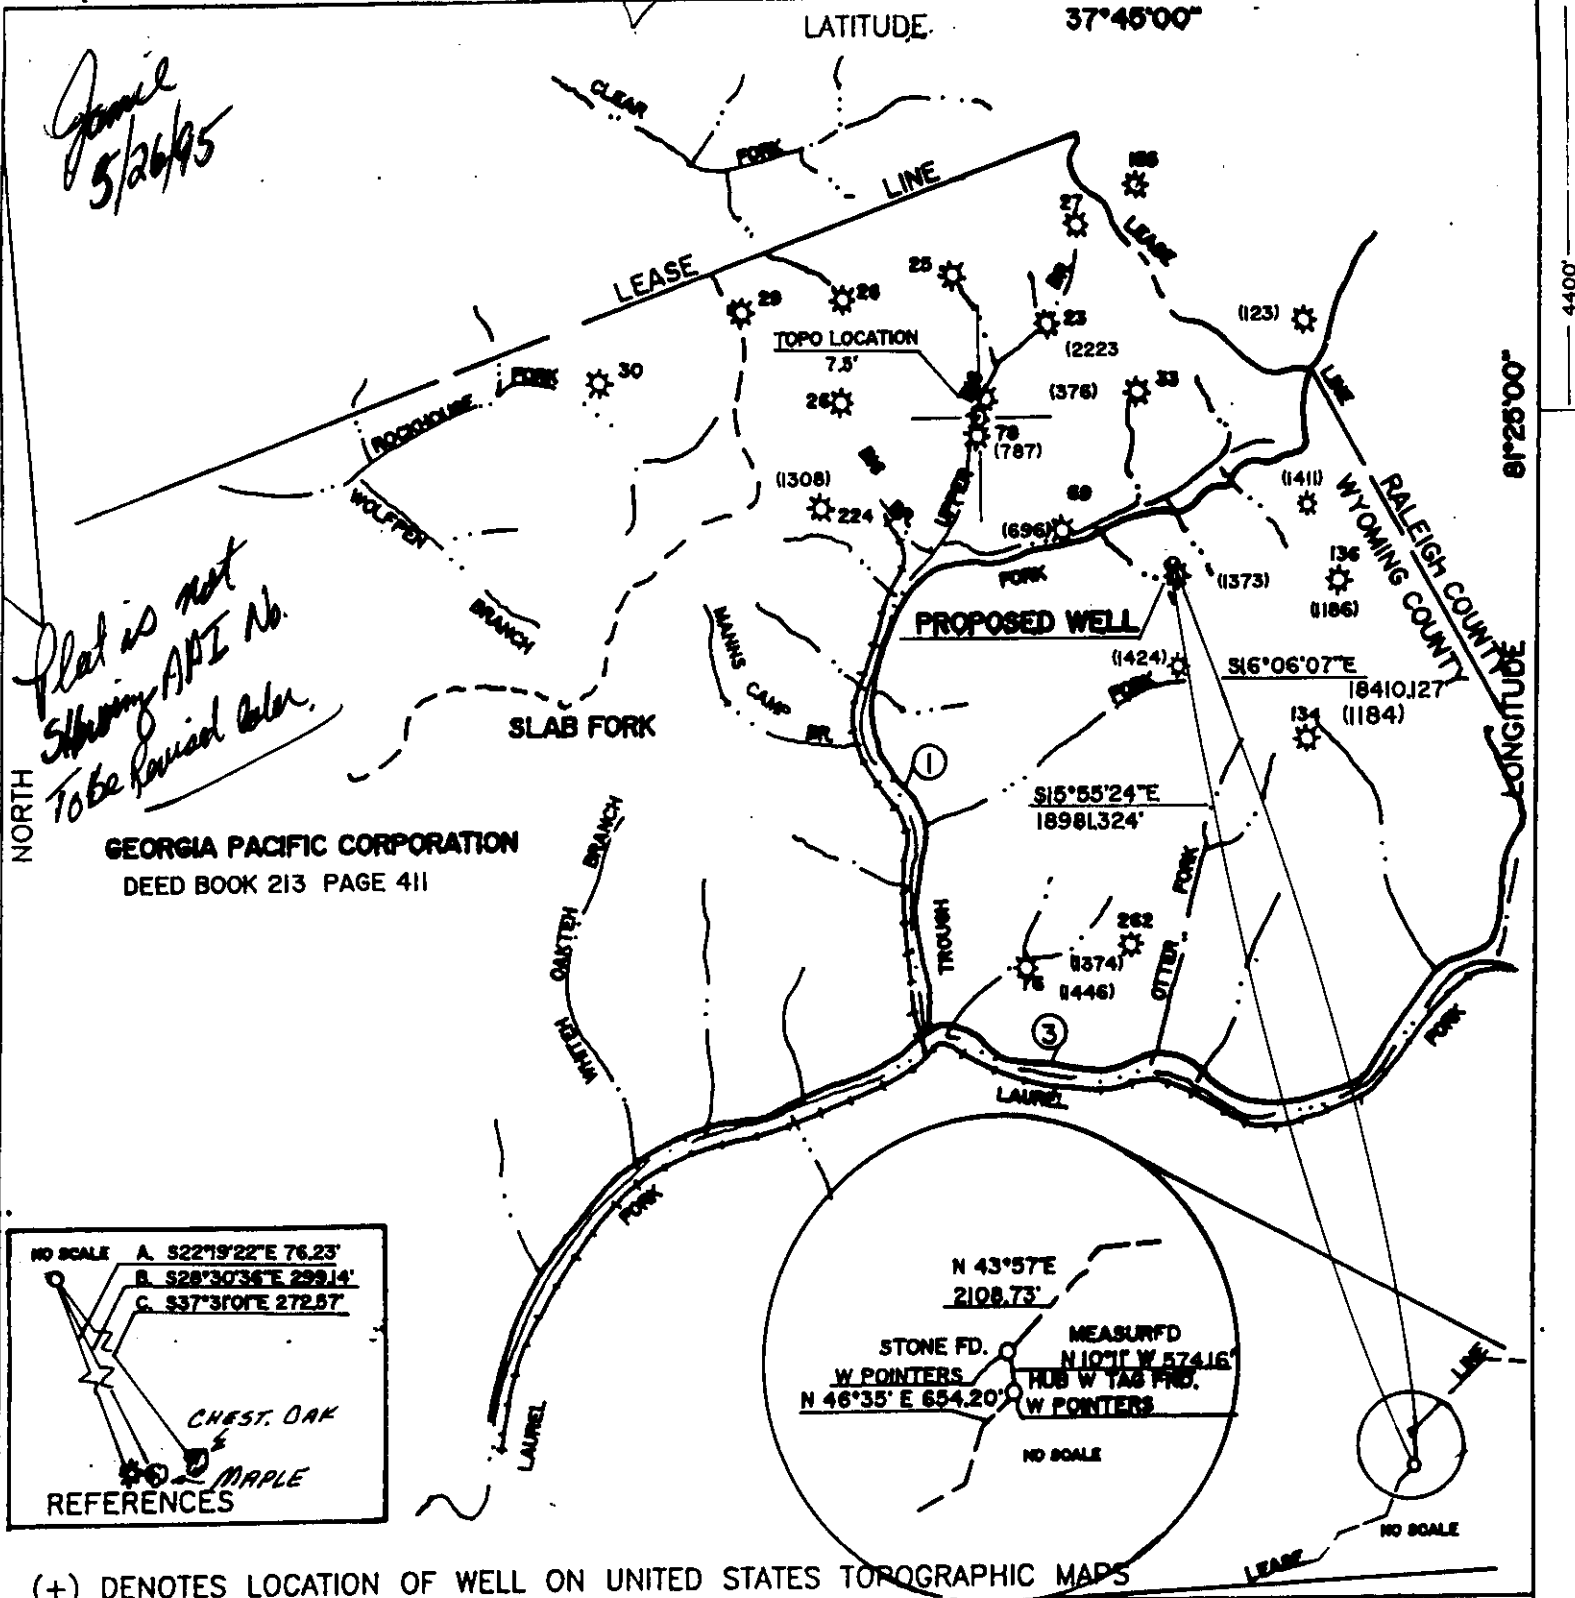 LATITUDE
37°45'00"
5/26/95
CLEAR
FORK
LEASE LINE
4400'
27
LEASE
25
BR
29
26
23
(123)
TOPO LOCATION
7.5'
(2223
(376)
33
LINE
81°25'00"
30
FORK
ROCKHOUSE
26
78
(787)
(1308)
224
UPPER
69
(696)
(1411)
RALEIGH COUNTY
WYOMING COUNTY
WOLFPEN
BRANCH
FORK
(1373)
136
(1186)
Plat is not
Showing API No.
To be Revised later.
PROPOSED WELL
MANNS
CAMP
BR.
(1424)
FORK
S16°06'07"E
18410.127'
134
(1184)
SLAB FORK
LONGITUDE
NORTH
1
S15°55'24"E
18981.324'
GEORGIA PACIFIC CORPORATION
DEED BOOK 213 PAGE 411
BRANCH
OAKTEH
WHITEH
TROUGH
FORK
OTTER
262
(1374)
76
(1446)
3
FORK
LAUREL
FORK
LAUREL
N 43°57'E
2108.73'
STONE FD.
W POINTERS
N 46°35' E 654.20'
MEASURFD
N 10°11' W 574.16'
HUB W TAG FND.
W POINTERS
NO SCALE
LINE
NO SCALE
LEASE
NO SCALE
A. S22°19'22"E 76.23'
B. S28°30'36"E 299.14'
C. S37°31'01"E 272.57'
CHEST. OAK
MAPLE
REFERENCES
(+) DENOTES LOCATION OF WELL ON UNITED STATES TOPOGRAPHIC MAPS